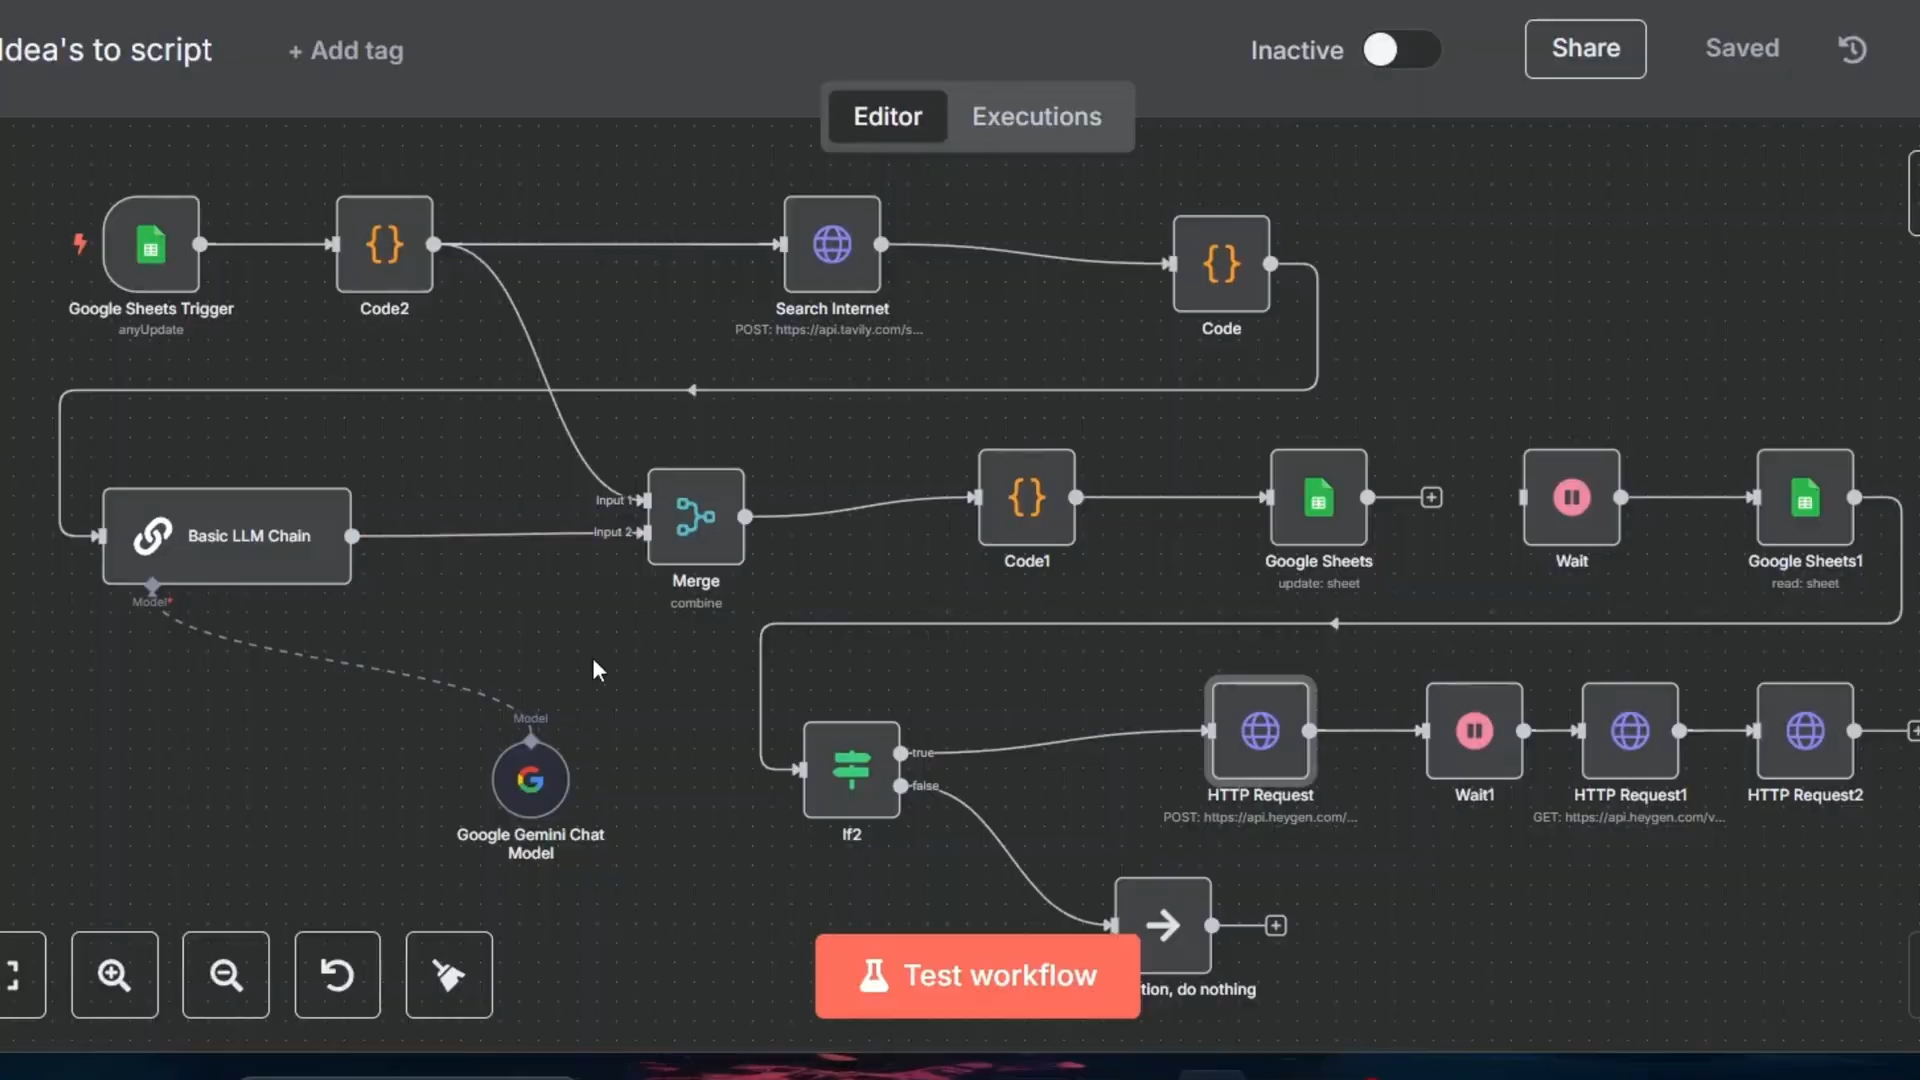 Idea's to script
+ Add tag
Inactive
Share
Saved
Editor
Executions
Google Sheets Trigger
anyUpdate
Code2
Search Internet
POST: https://api.tavily.com/s...
Code
Basic LLM Chain
Model*
Input 1
Input 2
Merge
combine
Code1
Google Sheets
update: sheet
Wait
Google Sheets1
read: sheet
Model
Google Gemini Chat
Model
true
false
If2
HTTP Request
POST: https://api.heygen.com/...
Wait1
HTTP Request1
GET: https://api.heygen.com/v...
HTTP Request2
Test workflow
tion, do nothing